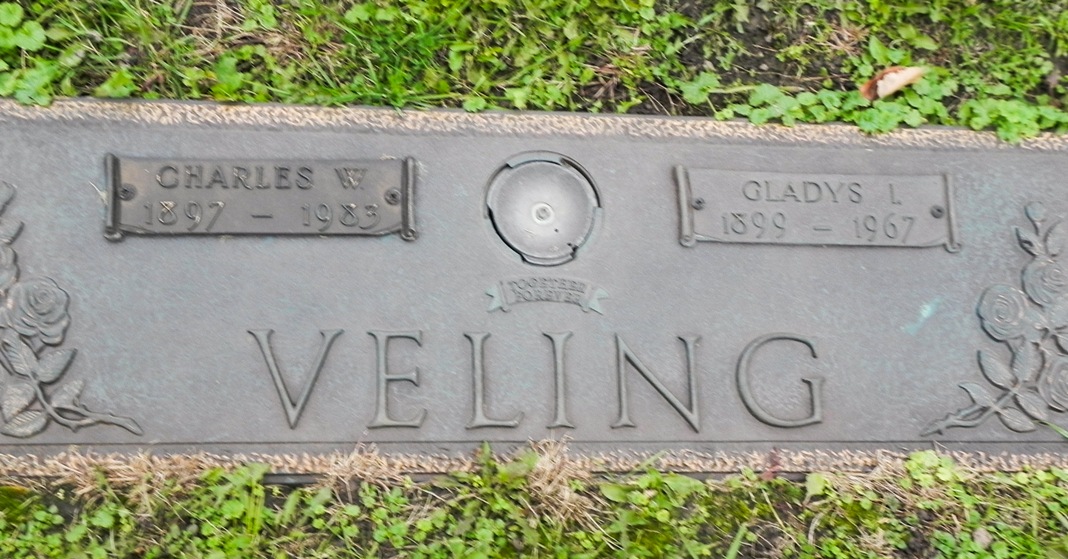 CHARLES W
1897 – 1983
GLADYS L
1899 – 1967
TOGETHER
FOREVER
VELING